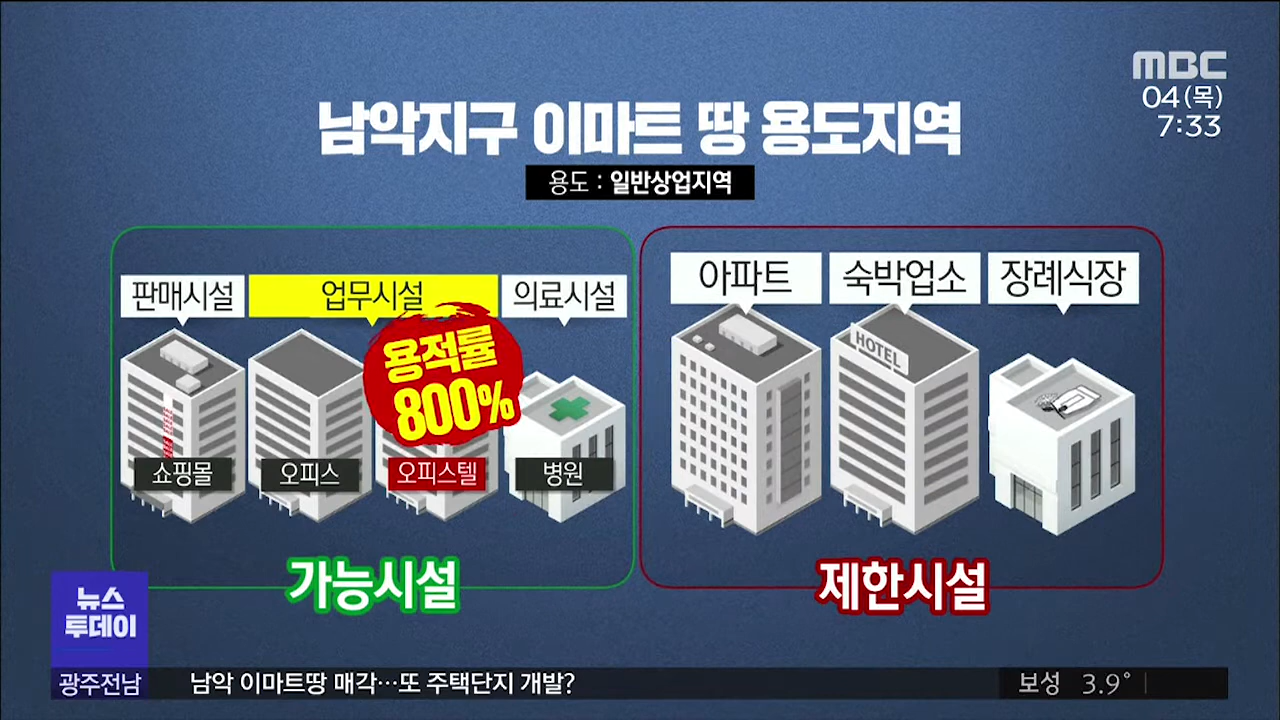 MBC
04(목)
7:33
남악지구 이마트 땅 용도지역
용도 : 일반상업지역
판매시설
업무시설
의료시설
용적률
800%
쇼핑몰
오피스
오피스텔
병원
가능시설
아파트
숙박업소
장례식장
HOTEL
제한시설
뉴스
투데이
광주전남
남악 이마트땅 매각…또 주택단지 개발?
보성 3.9°